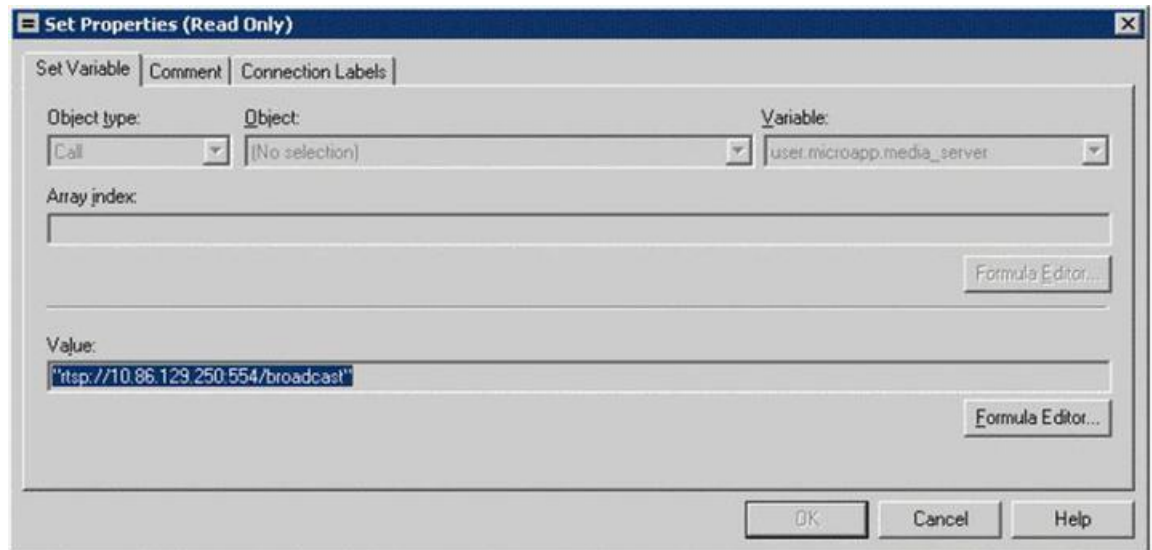 Set Properties (Read Only)
Set Variable Comment Connection Labels
Object type: Object: Variable:
Call (No selection) user.microapp.media_server
Array index:
Formula Editor...
Value:
"rtsp://10.86.129.250:554/broadcast"
Formula Editor...
OK Cancel Help